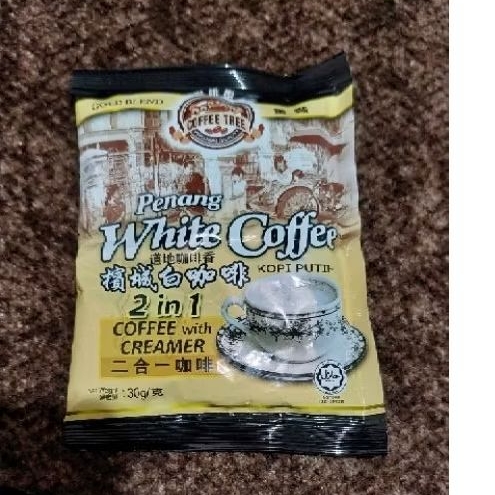 GOLD BLEND
COFFEE TREE
Penang
White Coffee
道地咖啡香
KOPI PUTIH
檳城白咖啡
2 in 1
COFFEE with
CREAMER
二合一咖啡
30g/克